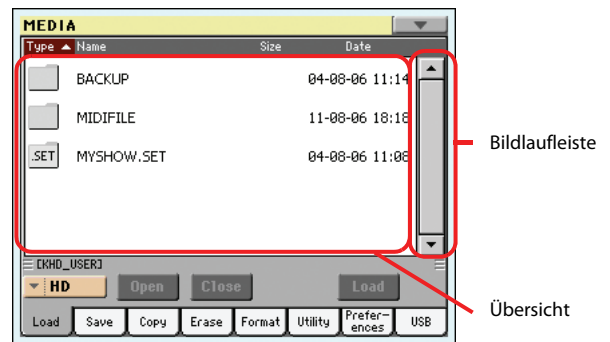 MEDIA
Type Name Size Date
BACKUP 04-08-06 11:14
MIDIFILE 11-08-06 18:18
.SET MYSHOW.SET 04-08-06 11:08
Bildlaufleiste
[KHD_USER]
HD Open Close Load
Übersicht
Load Save Copy Erase Format Utility Prefer-
ences USB